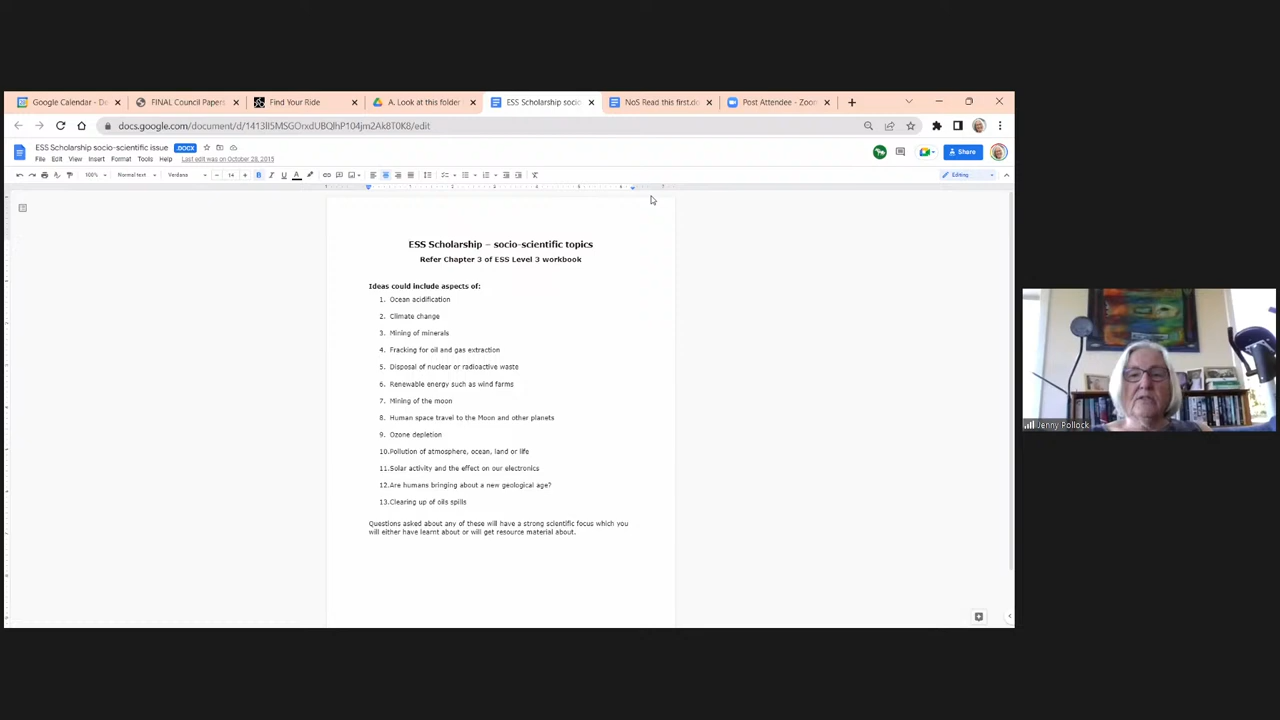 Google Calendar - De
FINAL Council Papers
Find Your Ride
A. Look at this folder
ESS Scholarship socio
NoS Read this first.do
Post Attendee - Zoom
ESS Scholarship socio-scientific issue
.DOCX
File Edit View Insert Format Tools Help
Last edit was on October 28, 2015
Share
100%
Normal text
Verdana
14
Editing
ESS Scholarship – socio-scientific topics
Refer Chapter 3 of ESS Level 3 workbook
Ideas could include aspects of:
1. Ocean acidification
2. Climate change
3. Mining of minerals
4. Fracking for oil and gas extraction
5. Disposal of nuclear or radioactive waste
6. Renewable energy such as wind farms
7. Mining of the moon
8. Human space travel to the Moon and other planets
9. Ozone depletion
10.Pollution of atmosphere, ocean, land or life
11.Solar activity and the effect on our electronics
12.Are humans bringing about a new geological age?
13.Clearing up of oils spills
Questions asked about any of these will have a strong scientific focus which you
will either have learnt about or will get resource material about.
Jenny Pollock